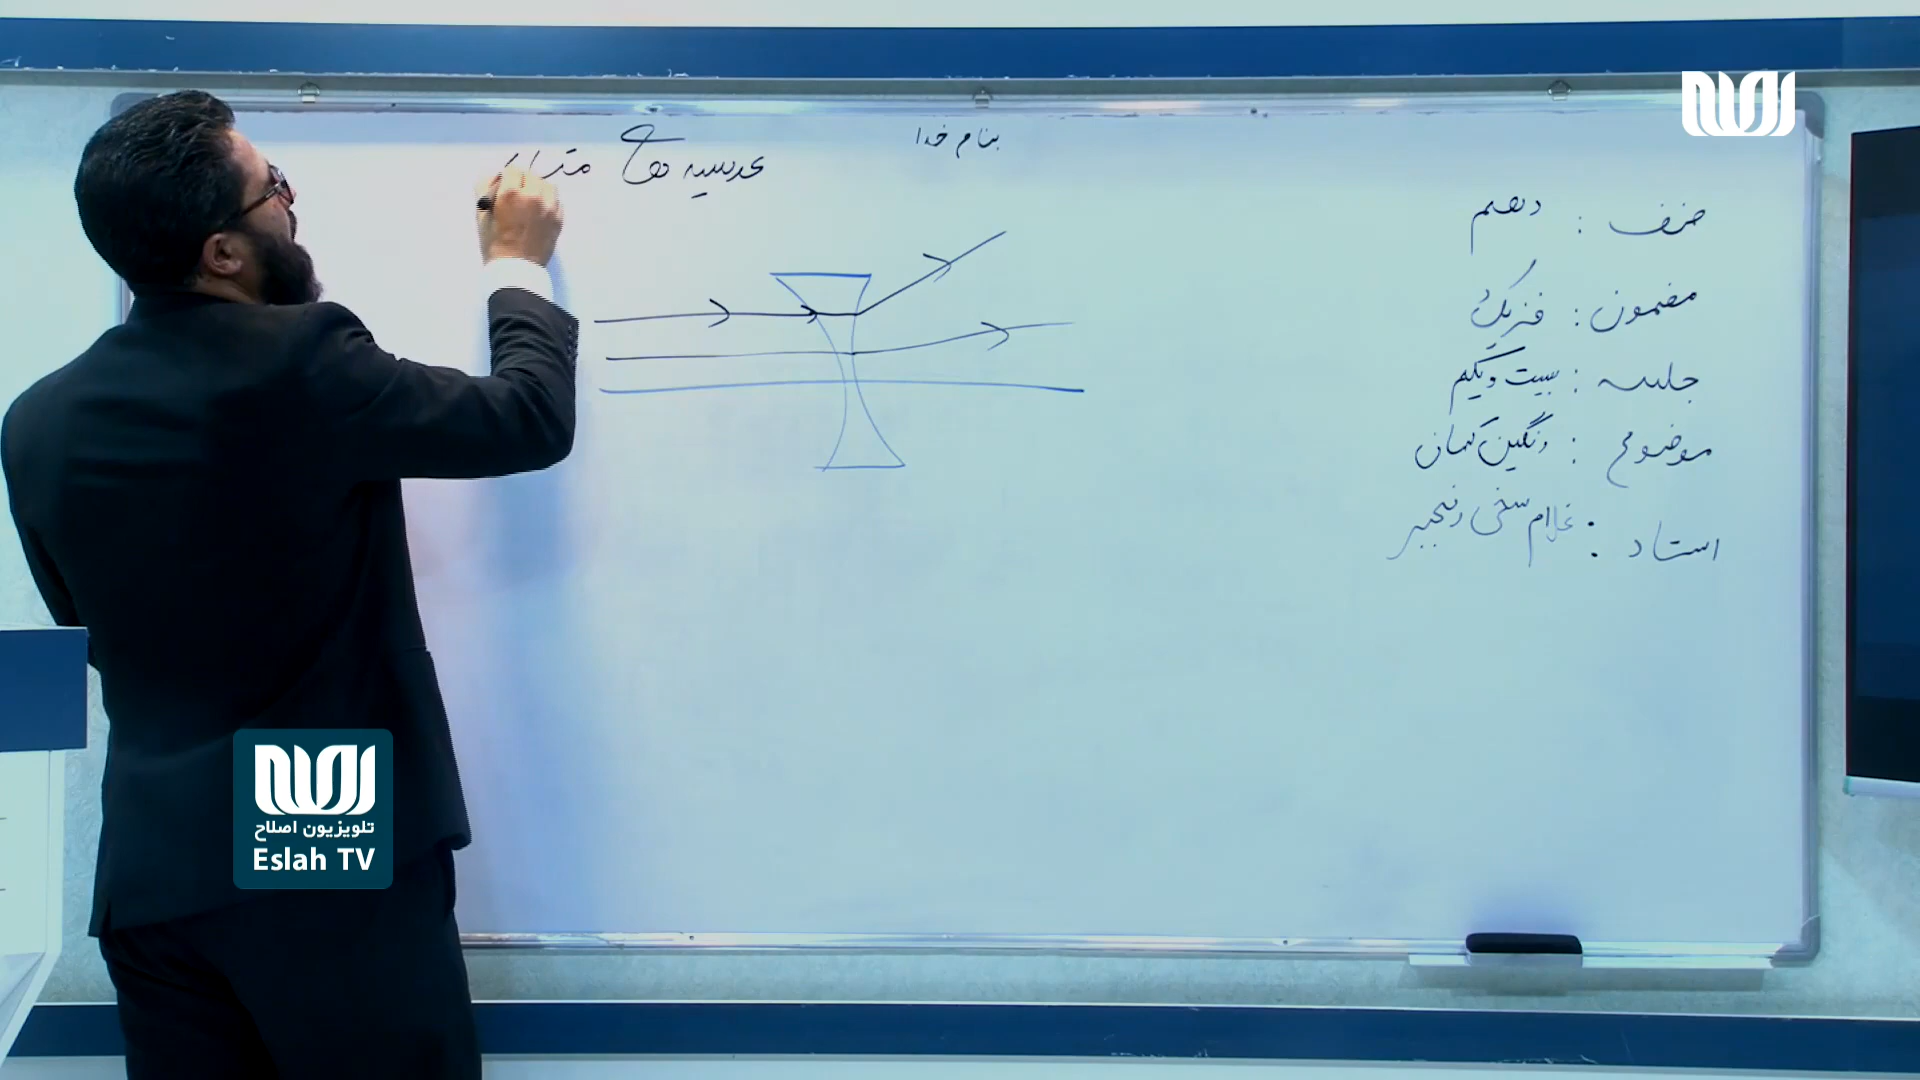 بنام خدا
عدسیه های
صنف : دهم
مضمون : فزیک
جلسه : بیست و یکم
موضوع : رنگین کمان
استاد : غلام سخی رنجبر
تلویزیون اصلاح
Eslah TV